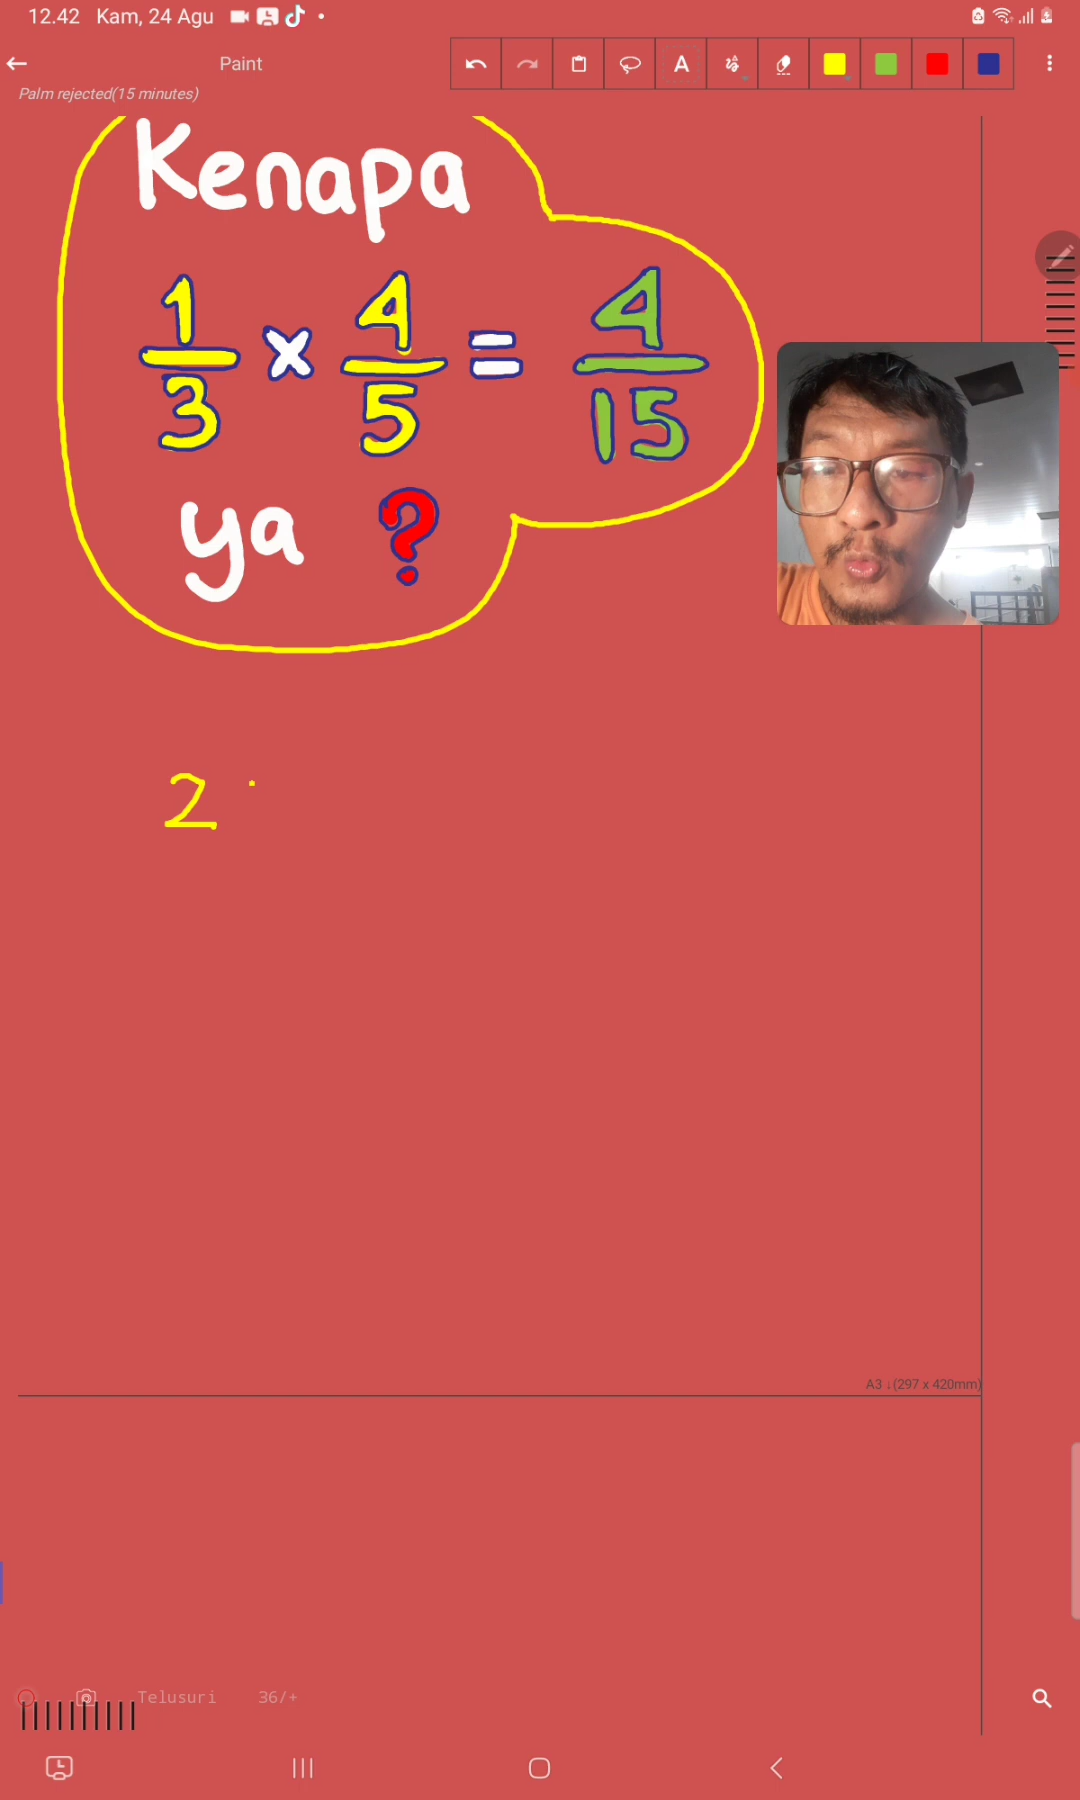 12.42 Kam, 24 Agu
Paint
A
Palm rejected(15 minutes)
Kenapa
1/3 x 4/5 = 4/15
ya ?
2
A3 ↓(297 x 420mm)
Telusuri 36/+